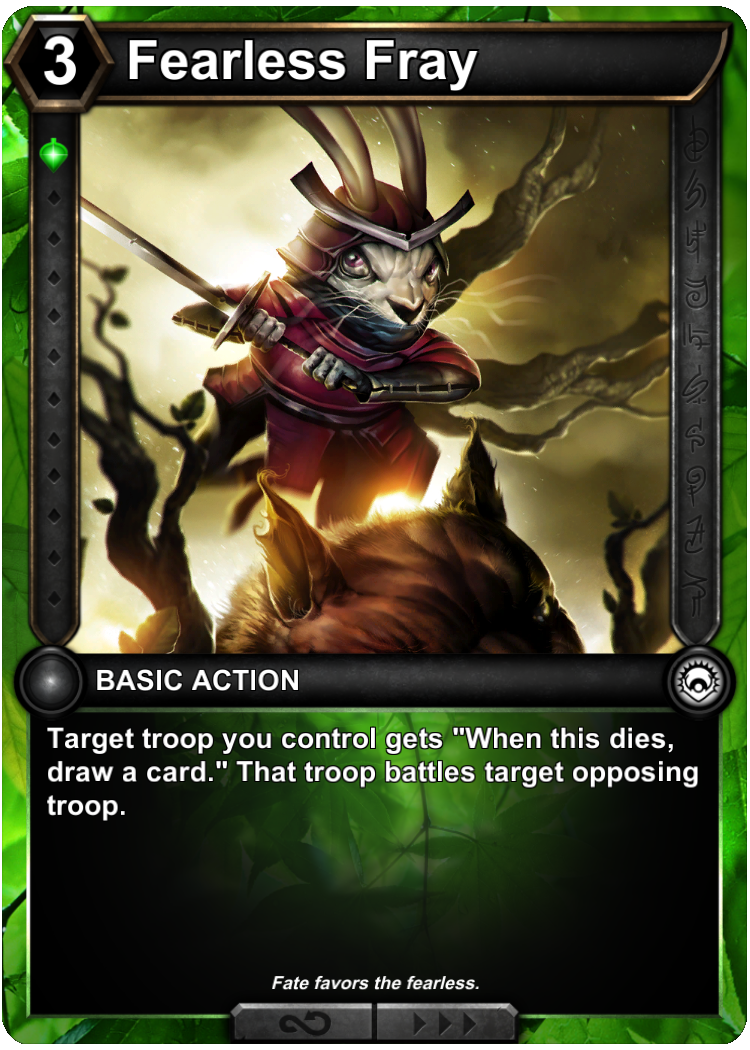 3
Fearless Fray
BASIC ACTION
Target troop you control gets "When this dies,
draw a card." That troop battles target opposing
troop.
Fate favors the fearless.